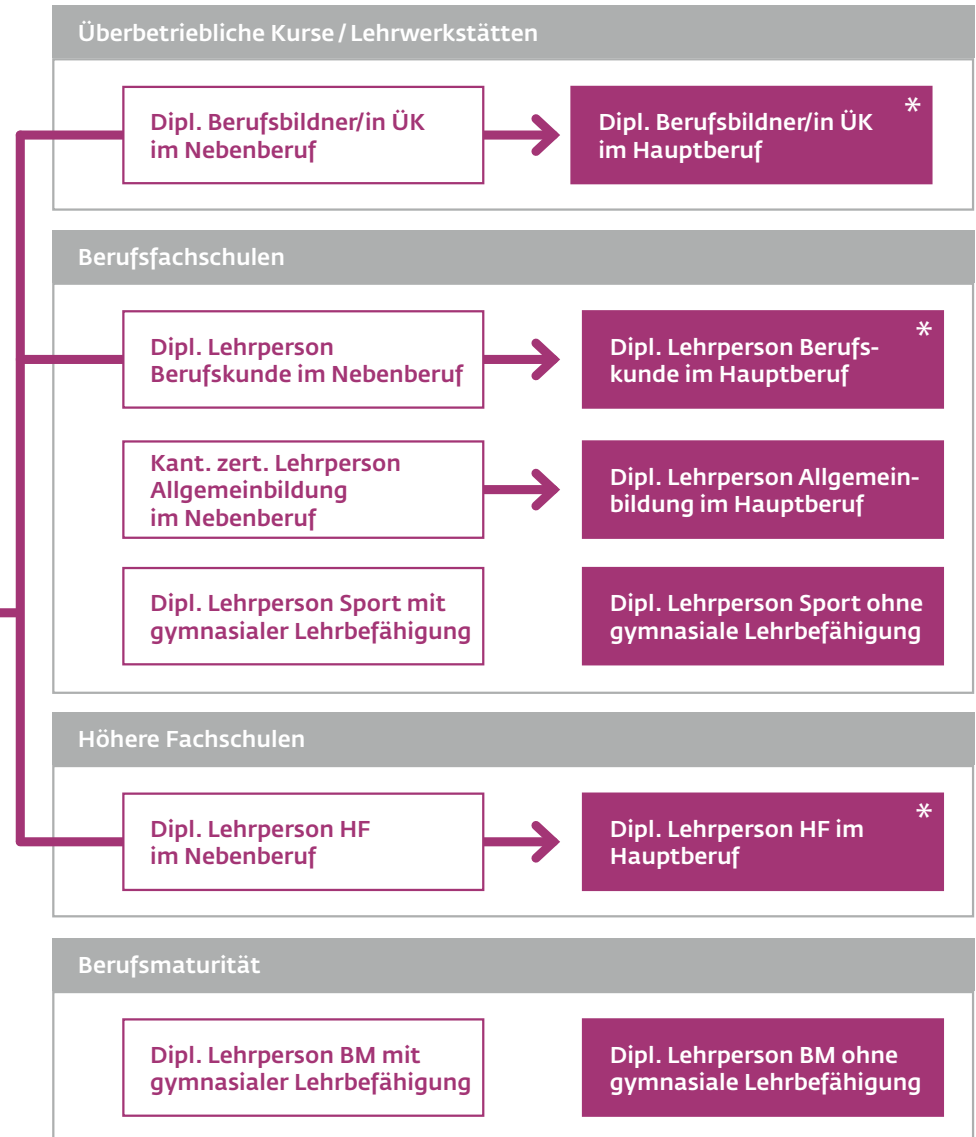 Überbetriebliche Kurse / Lehrwerkstätten
Dipl. Berufsbildner/in ÜK
im Nebenberuf
*
Dipl. Berufsbildner/in ÜK
im Hauptberuf
Berufsfachschulen
Dipl. Lehrperson
Berufskunde im Nebenberuf
*
Dipl. Lehrperson Berufs-
kunde im Hauptberuf
Kant. zert. Lehrperson
Allgemeinbildung
im Nebenberuf
Dipl. Lehrperson Allgemein-
bildung im Hauptberuf
Dipl. Lehrperson Sport mit
gymnasialer Lehrbefähigung
Dipl. Lehrperson Sport ohne
gymnasiale Lehrbefähigung
Höhere Fachschulen
Dipl. Lehrperson HF
im Nebenberuf
*
Dipl. Lehrperson HF im
Hauptberuf
Berufsmaturität
Dipl. Lehrperson BM mit
gymnasialer Lehrbefähigung
Dipl. Lehrperson BM ohne
gymnasiale Lehrbefähigung